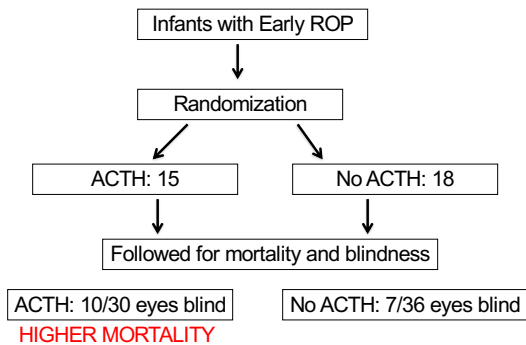 Infants with Early ROP
Randomization
ACTH: 15
No ACTH: 18
Followed for mortality and blindness
ACTH: 10/30 eyes blind
No ACTH: 7/36 eyes blind
HIGHER MORTALITY